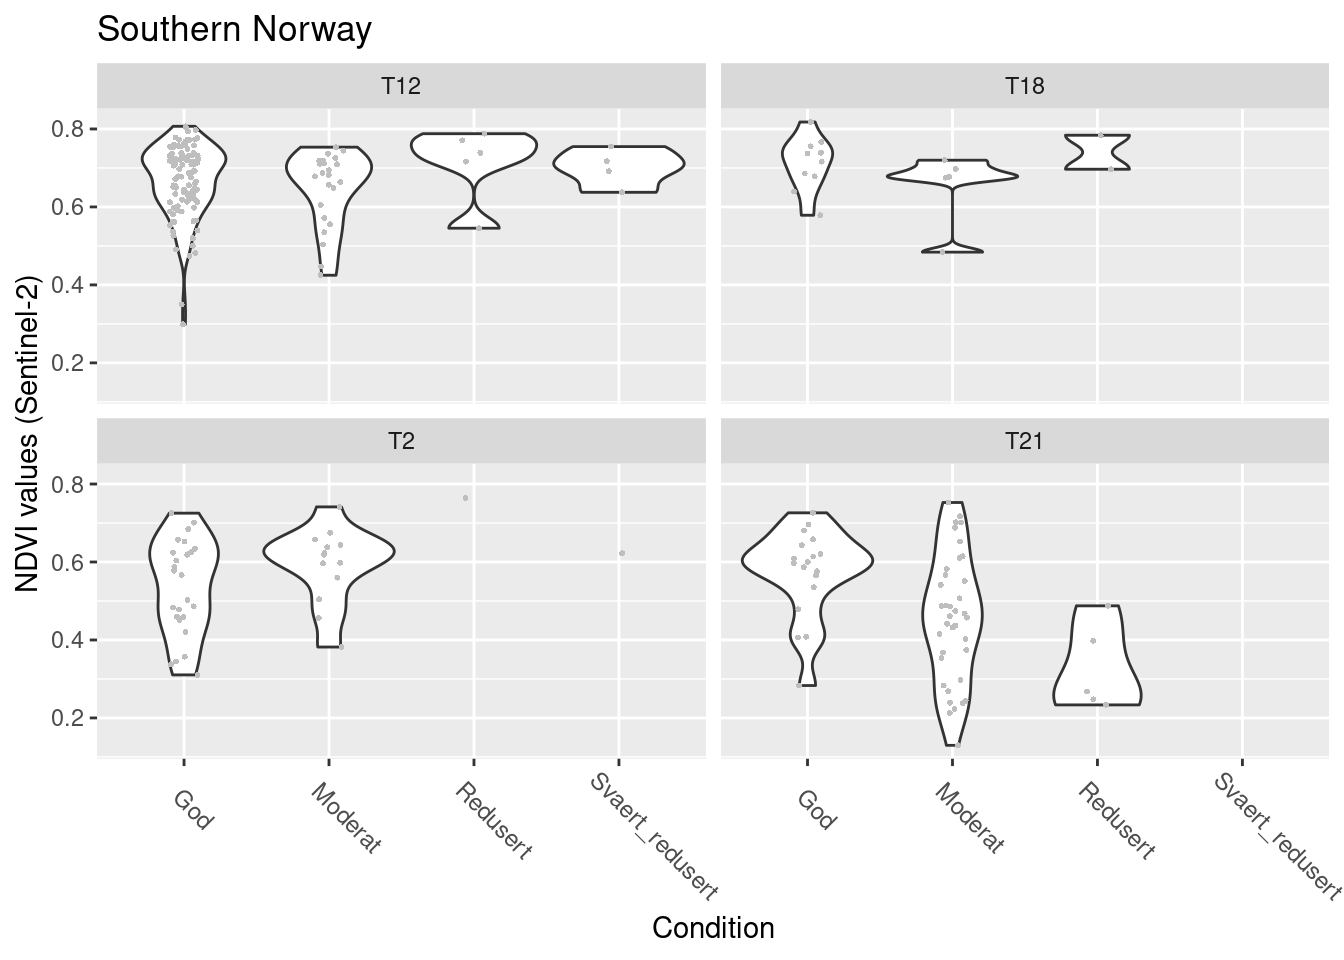 Southern Norway
T12
T18
0.8
0.6
0.4
0.2
T2
T21
0.8
0.6
0.4
0.2
NDVI values (Sentinel-2)
God
Moderat
Redusert
Svaert_redusert
God
Moderat
Redusert
Svaert_redusert
Condition